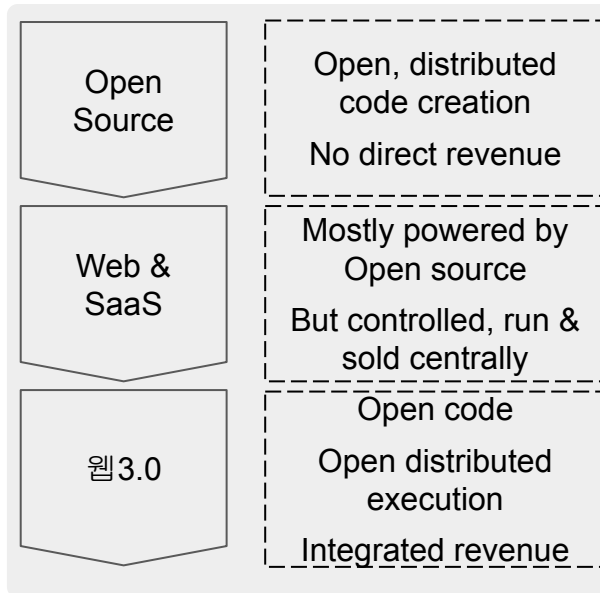 Open
Source
Open, distributed
code creation
No direct revenue
Web &
SaaS
Mostly powered by
Open source
But controlled, run &
sold centrally
웹3.0
Open code
Open distributed
execution
Integrated revenue